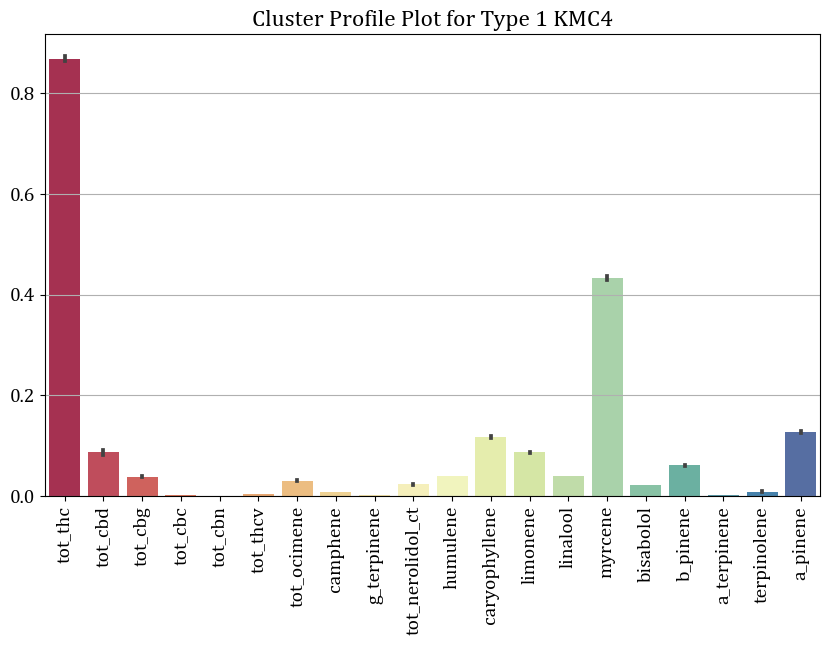 Cluster Profile Plot for Type 1 KMC4
0.8
0.6
0.4
0.2
0.0
tot_thc
tot_cbd
tot_cbg
tot_cbc
tot_cbn
tot_thcv
tot_ocimene
camphene
g_terpinene
tot_nerolidol_ct
humulene
caryophyllene
limonene
linalool
myrcene
bisabolol
b_pinene
a_terpinene
terpinolene
a_pinene